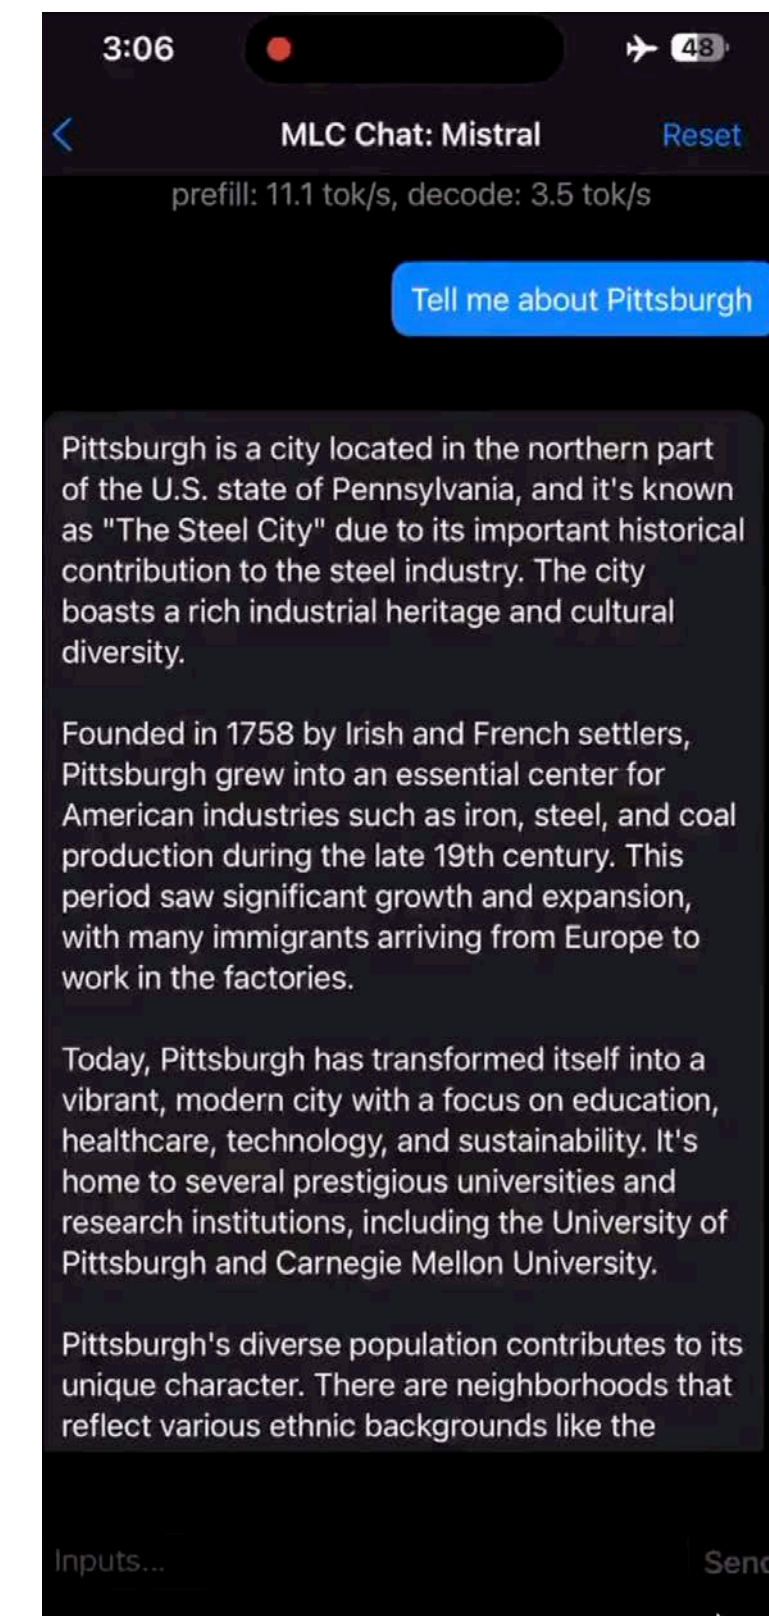 3:06
48
MLC Chat: Mistral
Reset
prefill: 11.1 tok/s, decode: 3.5 tok/s
Tell me about Pittsburgh
Pittsburgh is a city located in the northern part
of the U.S. state of Pennsylvania, and it's known
as "The Steel City" due to its important historical
contribution to the steel industry. The city
boasts a rich industrial heritage and cultural
diversity.
Founded in 1758 by Irish and French settlers,
Pittsburgh grew into an essential center for
American industries such as iron, steel, and coal
production during the late 19th century. This
period saw significant growth and expansion,
with many immigrants arriving from Europe to
work in the factories.
Today, Pittsburgh has transformed itself into a
vibrant, modern city with a focus on education,
healthcare, technology, and sustainability. It's
home to several prestigious universities and
research institutions, including the University of
Pittsburgh and Carnegie Mellon University.
Pittsburgh's diverse population contributes to its
unique character. There are neighborhoods that
reflect various ethnic backgrounds like the
Inputs...
Send